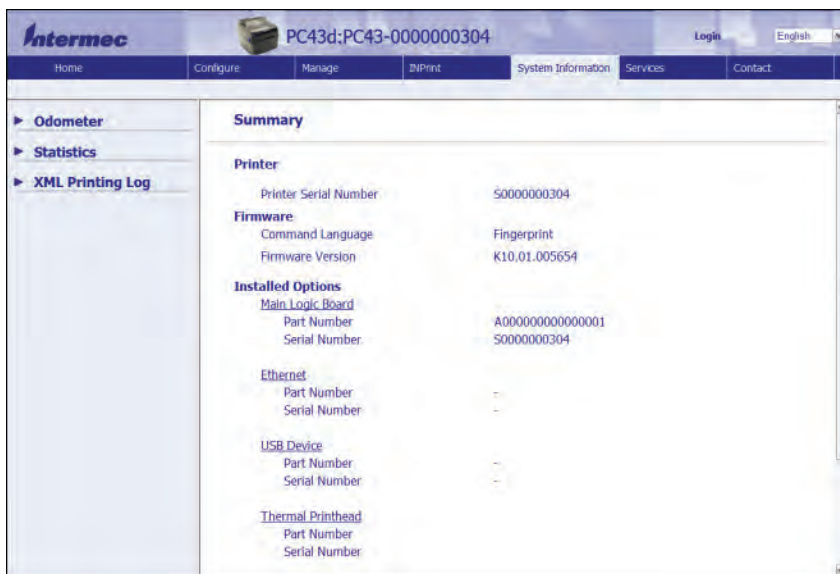 Intermec
PC43d:PC43-0000000304
Login
English
Home Configure Manage INPrint System Information Services Contact
Odometer
Statistics
XML Printing Log
Summary
Printer
Printer Serial Number S0000000304
Firmware
Command Language Fingerprint
Firmware Version K10.01.005654
Installed Options
Main Logic Board
Part Number A000000000000001
Serial Number S0000000304
Ethernet
Part Number -
Serial Number -
USB Device
Part Number -
Serial Number -
Thermal Printhead
Part Number
Serial Number